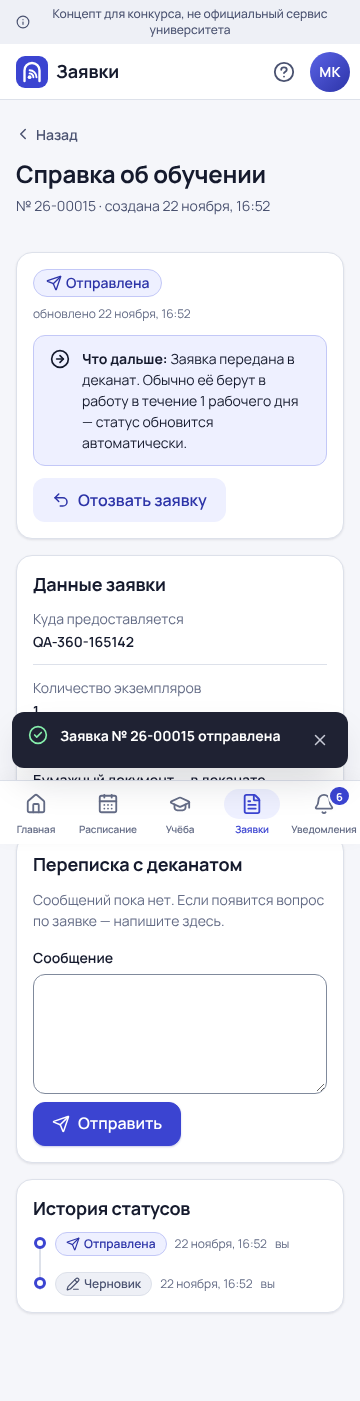 Концепт для конкурса, не официальный сервис
университета
Заявки
МК
Назад
Справка об обучении
№ 26-00015 · создана 22 ноября, 16:52
Отправлена
обновлено 22 ноября, 16:52
Что дальше: Заявка передана в
деканат. Обычно её берут в
работу в течение 1 рабочего дня
— статус обновится
автоматически.
Отозвать заявку
Данные заявки
Куда предоставляется
QA-360-165142
Количество экземпляров
1
Заявка № 26-00015 отправлена
Главная
Расписание
Учёба
Заявки
6
Уведомления
Переписка с деканатом
Сообщений пока нет. Если появится вопрос
по заявке — напишите здесь.
Сообщение
Отправить
История статусов
Отправлена 22 ноября, 16:52 вы
Черновик 22 ноября, 16:52 вы